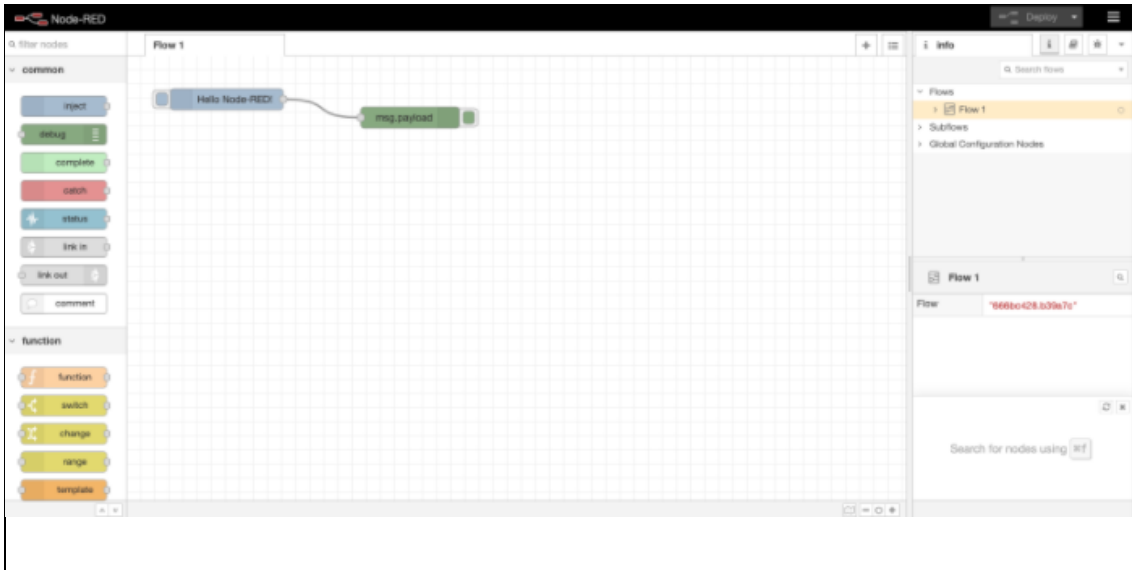 Node-RED
Deploy
filter nodes
Flow 1
info
i
Search flows
common
inject
debug
complete
catch
status
link in
link out
comment
function
function
switch
change
range
template
Hello Node-RED!
msg.payload
Flows
Flow 1
Subflows
Global Configuration Nodes
Flow 1
Flow
"666bc428.b39a7c"
Search for nodes using ⌘f